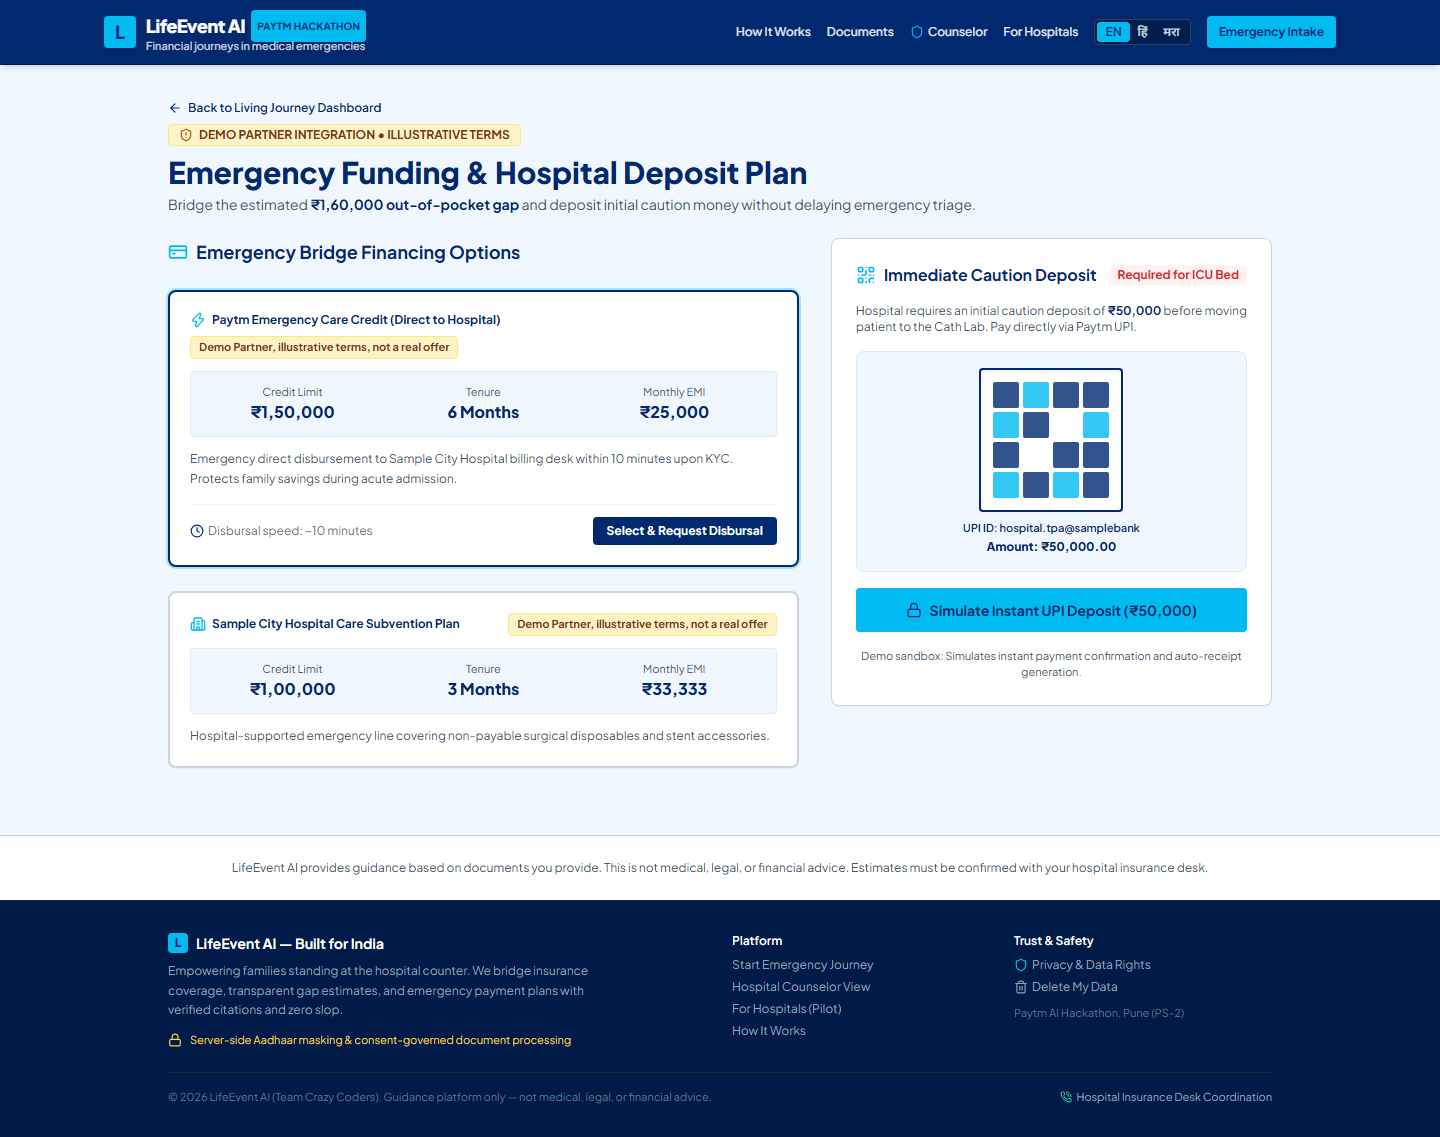 L
LifeEvent AI
PAYTM HACKATHON
Financial journeys in medical emergencies
How It Works
Documents
Counselor
For Hospitals
EN
हिं
मरा
Emergency Intake
Back to Living Journey Dashboard
DEMO PARTNER INTEGRATION • ILLUSTRATIVE TERMS
Emergency Funding & Hospital Deposit Plan
Bridge the estimated ₹1,60,000 out-of-pocket gap and deposit initial caution money without delaying emergency triage.
Emergency Bridge Financing Options
Paytm Emergency Care Credit (Direct to Hospital)
Demo Partner, illustrative terms, not a real offer
Credit Limit
₹1,50,000
Tenure
6 Months
Monthly EMI
₹25,000
Emergency direct disbursement to Sample City Hospital billing desk within 10 minutes upon KYC.
Protects family savings during acute admission.
Disbursal speed: ~10 minutes
Select & Request Disbursal
Sample City Hospital Care Subvention Plan
Demo Partner, illustrative terms, not a real offer
Credit Limit
₹1,00,000
Tenure
3 Months
Monthly EMI
₹33,333
Hospital-supported emergency line covering non-payable surgical disposables and stent accessories.
Immediate Caution Deposit
Required for ICU Bed
Hospital requires an initial caution deposit of ₹50,000 before moving
patient to the Cath Lab. Pay directly via Paytm UPI.
UPI ID: hospital.tpa@samplebank
Amount: ₹50,000.00
Simulate Instant UPI Deposit (₹50,000)
Demo sandbox: Simulates instant payment confirmation and auto-receipt
generation.
LifeEvent AI provides guidance based on documents you provide. This is not medical, legal, or financial advice. Estimates must be confirmed with your hospital insurance desk.
L
LifeEvent AI — Built for India
Empowering families standing at the hospital counter. We bridge insurance
coverage, transparent gap estimates, and emergency payment plans with
verified citations and zero slop.
Server-side Aadhaar masking & consent-governed document processing
Platform
Start Emergency Journey
Hospital Counselor View
For Hospitals (Pilot)
How It Works
Trust & Safety
Privacy & Data Rights
Delete My Data
Paytm AI Hackathon, Pune (PS-2)
© 2026 LifeEvent AI (Team Crazy Coders). Guidance platform only — not medical, legal, or financial advice.
Hospital Insurance Desk Coordination